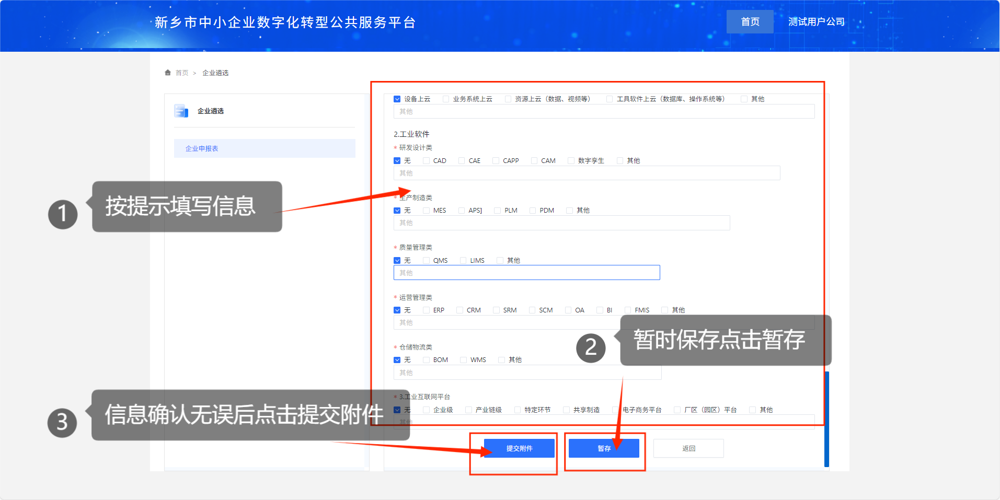 新乡市中小企业数字化转型公共服务平台
首页 测试用户公司
首页 > 企业遴选
企业遴选
企业申报表
设备上云 业务系统上云 资源上云（数据、视频等） 工具软件上云（数据库、操作系统等） 其他
其他
2.工业软件
* 研发设计类
无 CAD CAE CAPP CAM 数字孪生 其他
其他
1 按提示填写信息
* 生产制造类
无 MES APS] PLM PDM 其他
其他
* 质量管理类
无 QMS LIMS 其他
其他
* 运营管理类
无 ERP CRM SRM SCM OA BI FMIS 其他
其他
2 暂时保存点击暂存
* 仓储物流类
无 BOM WMS 其他
其他
* 3.工业互联网平台
无 企业级 产业链级 特定环节 共享制造 电子商务平台 厂区（园区）平台 其他
其他
3 信息确认无误后点击提交附件
提交附件 暂存 返回